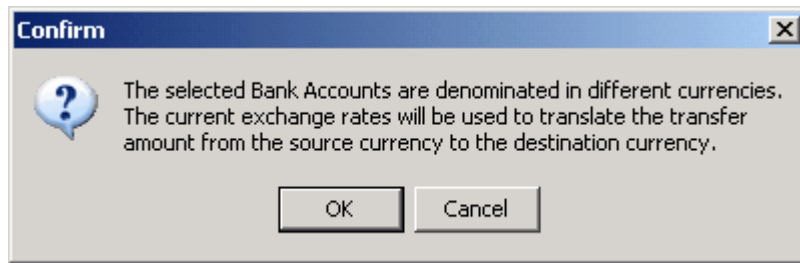 Confirm
The selected Bank Accounts are denominated in different currencies.
The current exchange rates will be used to translate the transfer
amount from the source currency to the destination currency.
OK Cancel